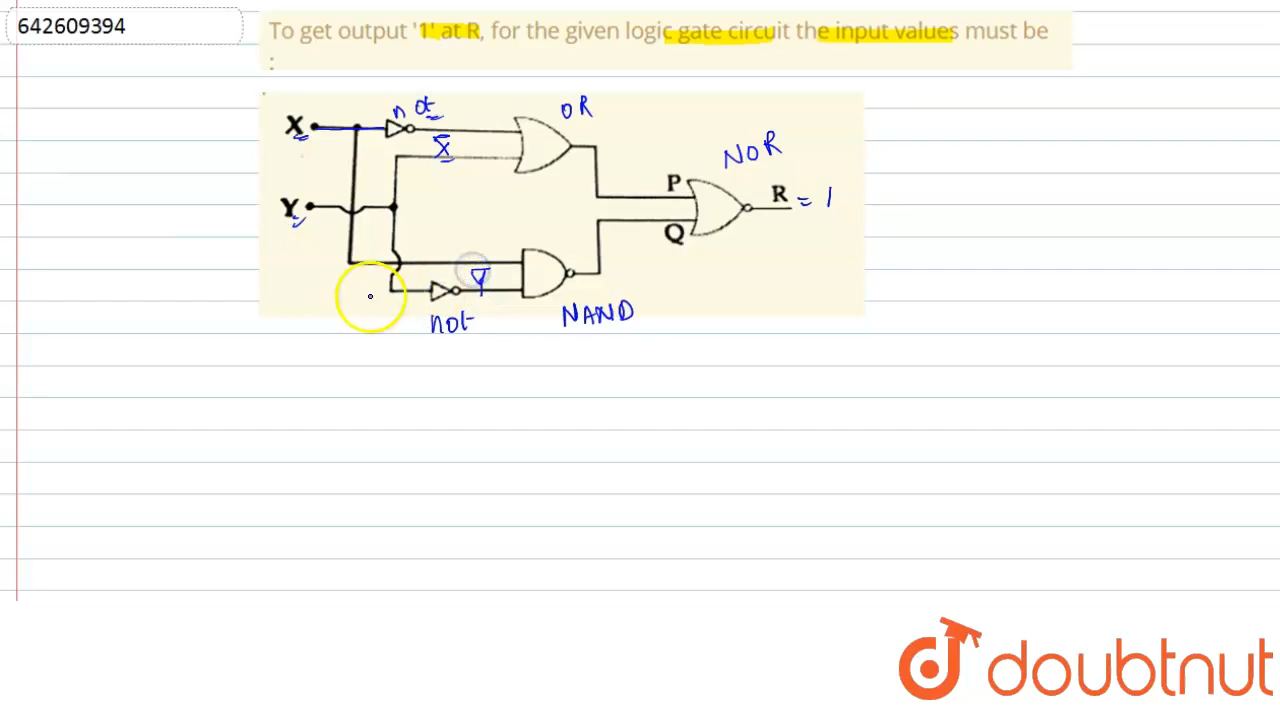 642609394
To get output '1' at R, for the given logic gate circuit the input values must be
:
not
OR
X
X̅
NOR
P
R = 1
Y
Q
Y̅
not
NAND
doubtnut